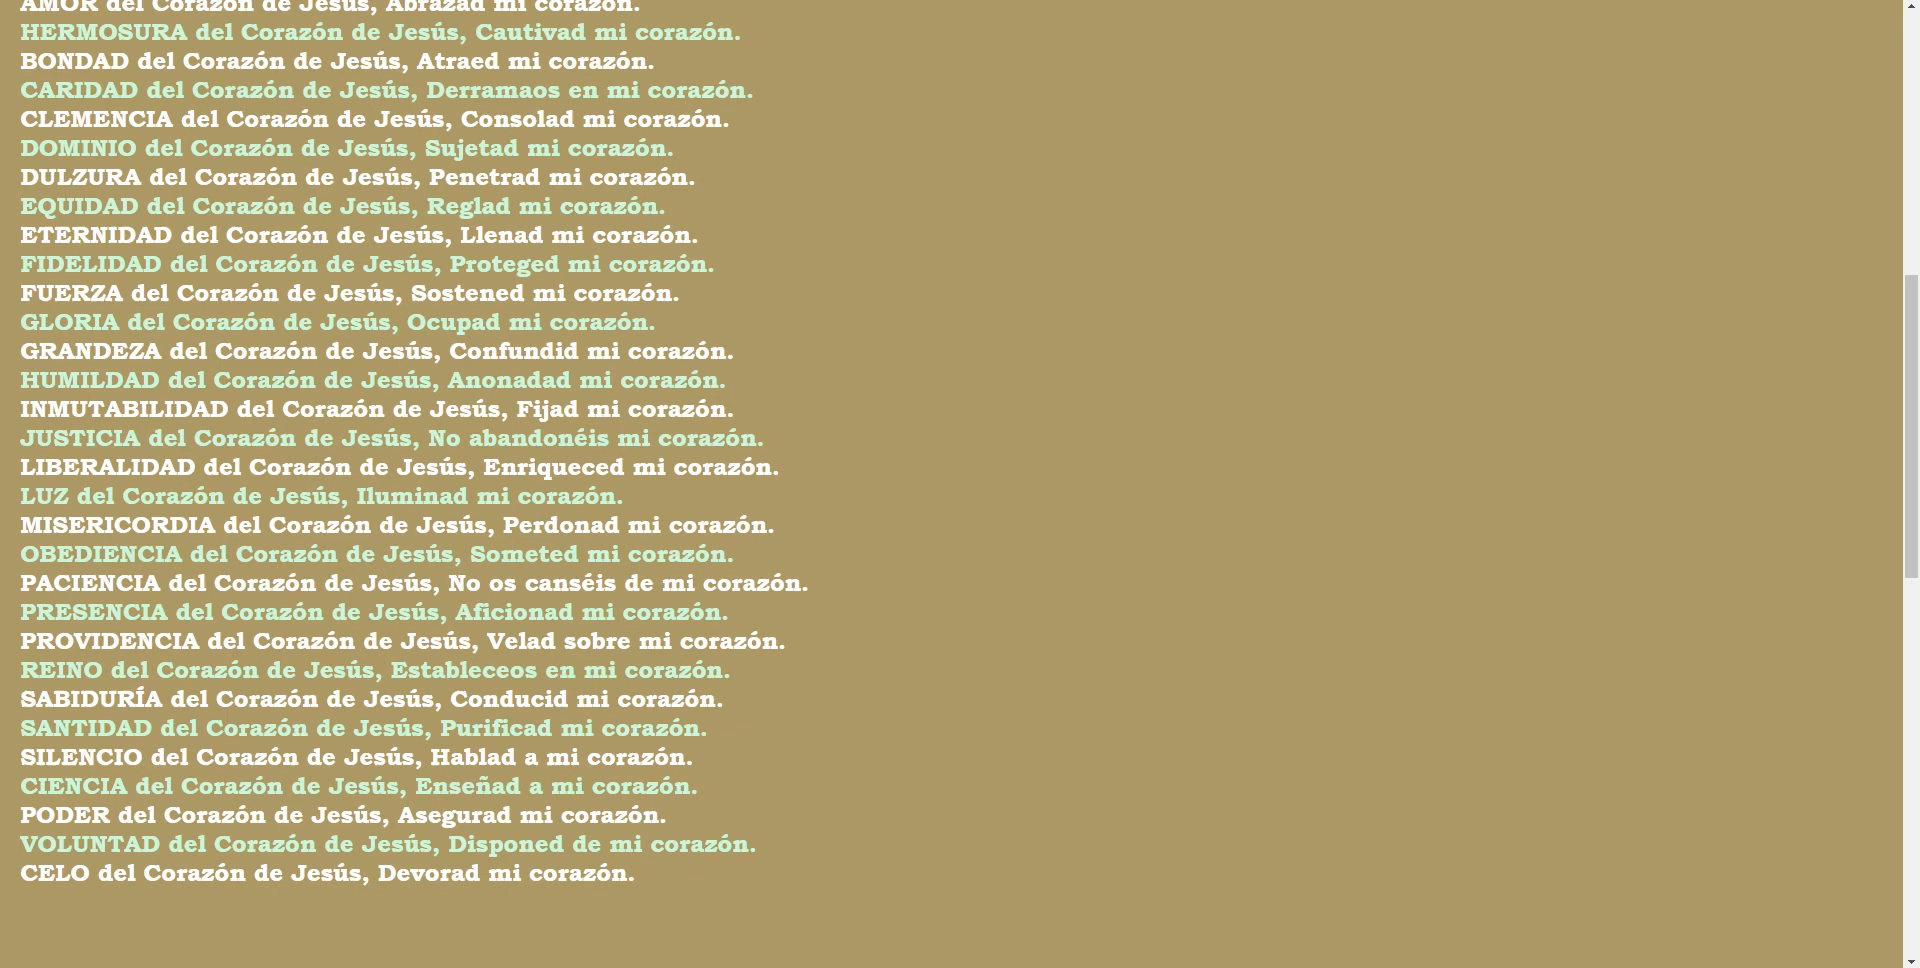 AMOR del Corazón de Jesús, Abrazad mi corazón.
HERMOSURA del Corazón de Jesús, Cautivad mi corazón.
BONDAD del Corazón de Jesús, Atraed mi corazón.
CARIDAD del Corazón de Jesús, Derramaos en mi corazón.
CLEMENCIA del Corazón de Jesús, Consolad mi corazón.
DOMINIO del Corazón de Jesús, Sujetad mi corazón.
DULZURA del Corazón de Jesús, Penetrad mi corazón.
EQUIDAD del Corazón de Jesús, Reglad mi corazón.
ETERNIDAD del Corazón de Jesús, Llenad mi corazón.
FIDELIDAD del Corazón de Jesús, Proteged mi corazón.
FUERZA del Corazón de Jesús, Sostened mi corazón.
GLORIA del Corazón de Jesús, Ocupad mi corazón.
GRANDEZA del Corazón de Jesús, Confundid mi corazón.
HUMILDAD del Corazón de Jesús, Anonadad mi corazón.
INMUTABILIDAD del Corazón de Jesús, Fijad mi corazón.
JUSTICIA del Corazón de Jesús, No abandonéis mi corazón.
LIBERALIDAD del Corazón de Jesús, Enriqueced mi corazón.
LUZ del Corazón de Jesús, Iluminad mi corazón.
MISERICORDIA del Corazón de Jesús, Perdonad mi corazón.
OBEDIENCIA del Corazón de Jesús, Someted mi corazón.
PACIENCIA del Corazón de Jesús, No os canséis de mi corazón.
PRESENCIA del Corazón de Jesús, Aficionad mi corazón.
PROVIDENCIA del Corazón de Jesús, Velad sobre mi corazón.
REINO del Corazón de Jesús, Estableceos en mi corazón.
SABIDURÍA del Corazón de Jesús, Conducid mi corazón.
SANTIDAD del Corazón de Jesús, Purificad mi corazón.
SILENCIO del Corazón de Jesús, Hablad a mi corazón.
CIENCIA del Corazón de Jesús, Enseñad a mi corazón.
PODER del Corazón de Jesús, Asegurad mi corazón.
VOLUNTAD del Corazón de Jesús, Disponed de mi corazón.
CELO del Corazón de Jesús, Devorad mi corazón.